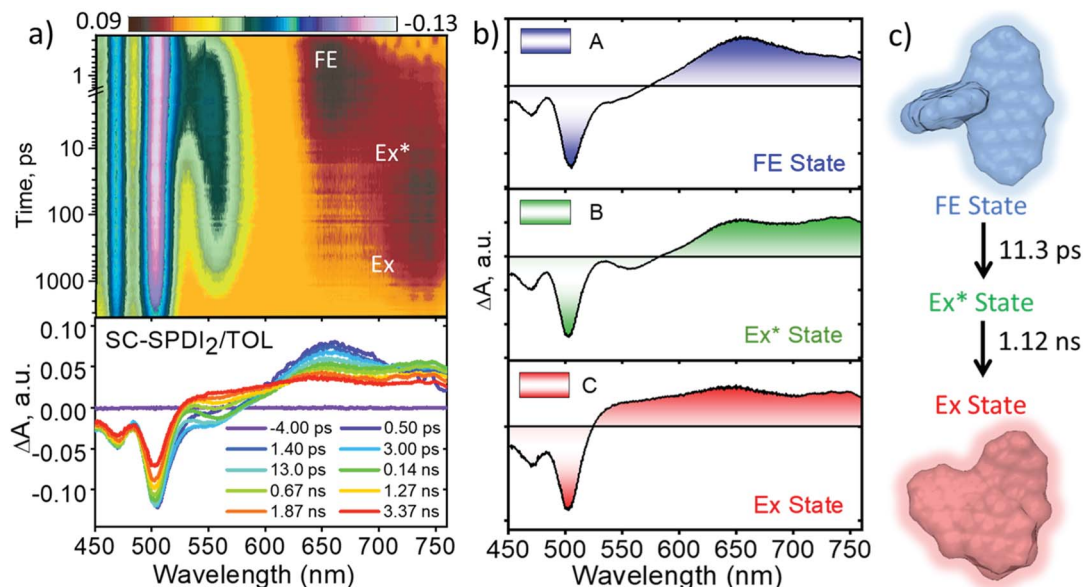 a)
0.09
-0.13
FE
Ex*
Ex
Time, ps
1
10
100
1000
SC-SPDI₂/TOL
ΔA, a.u.
0.10
0.05
0.00
-0.05
-0.10
-4.00 ps 0.50 ps
1.40 ps 3.00 ps
13.0 ps 0.14 ns
0.67 ns 1.27 ns
1.87 ns 3.37 ns
450 500 550 600 650 700 750
Wavelength (nm)
b)
A
FE State
B
Ex* State
C
Ex State
ΔA, a.u.
ΔA, a.u.
450 500 550 600 650 700 750
Wavelength (nm)
c)
FE State
11.3 ps
Ex* State
1.12 ns
Ex State